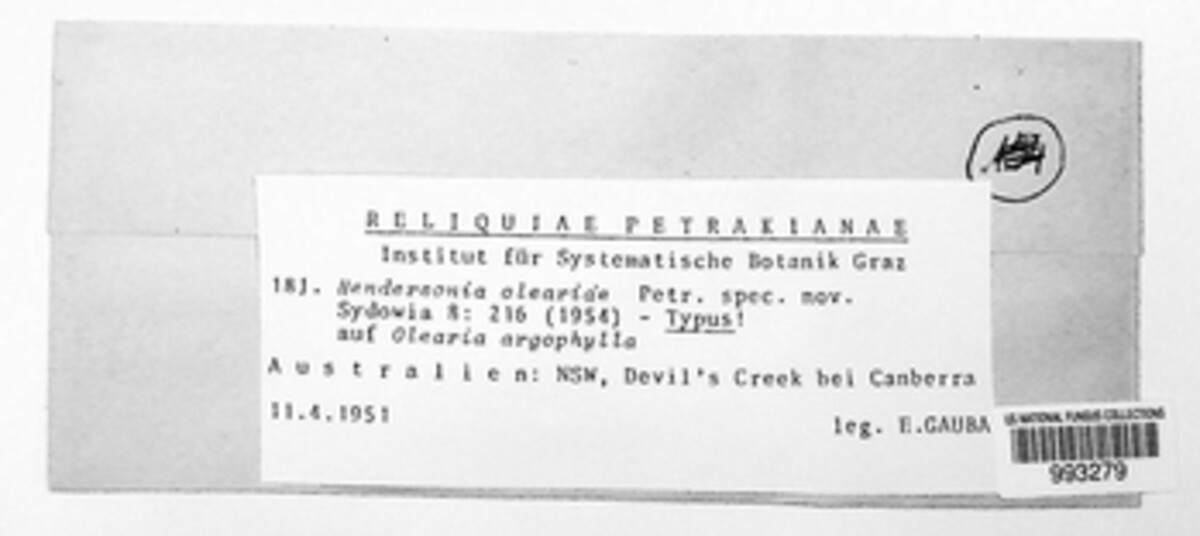 RELIQUIAE PETRAKIANAE
Institut für Systematische Botanik Graz
183. Hendersonia oleariae Petr. spec. nov.
Sydowia 8: 216 (1954) - Typus!
auf Olearia argophylla
Australien: NSW, Devil's Creek bei Canberra
11.4.1951
leg. E.GAUBA
US NATIONAL FUNGUS COLLECTIONS
993279